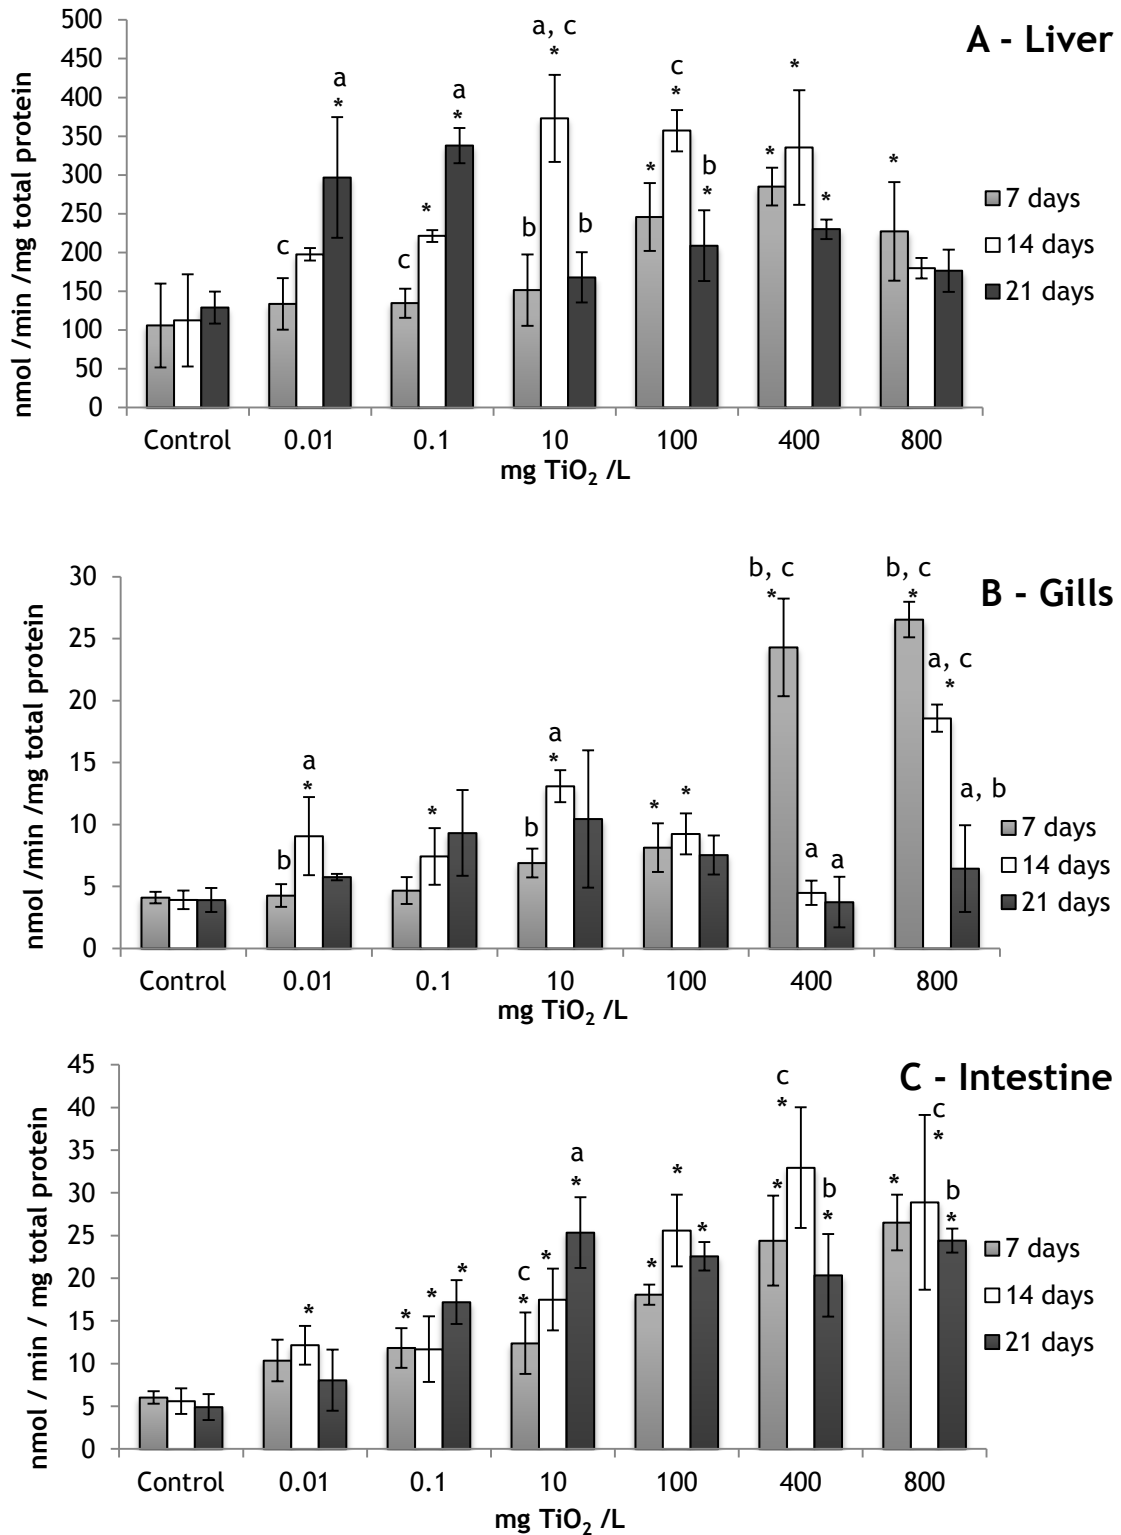 A - Liver
500
450
400
350
300
250
200
150
100
50
0
nmol /min /mg total protein
c
a
*
c
*
a
*
b
a, c
*
b
*
c
*
b
*
*
*
*
*
7 days
14 days
21 days
Control 0.01 0.1 10 100 400 800
mg TiO₂ /L
B - Gills
30
25
20
15
10
5
0
nmol /min /mg total protein
b
a
*
*
b
a
*
*
*
b, c
*
a
a
b, c
*
a, c
*
a, b
7 days
14 days
21 days
Control 0.01 0.1 10 100 400 800
mg TiO₂ /L
C - Intestine
45
40
35
30
25
20
15
10
5
0
nmol / min / mg total protein
*
*
*
*
c
*
*
a
*
*
*
*
*
c
*
b
*
*
c
*
b
*
7 days
14 days
21 days
Control 0.01 0.1 10 100 400 800
mg TiO₂ /L